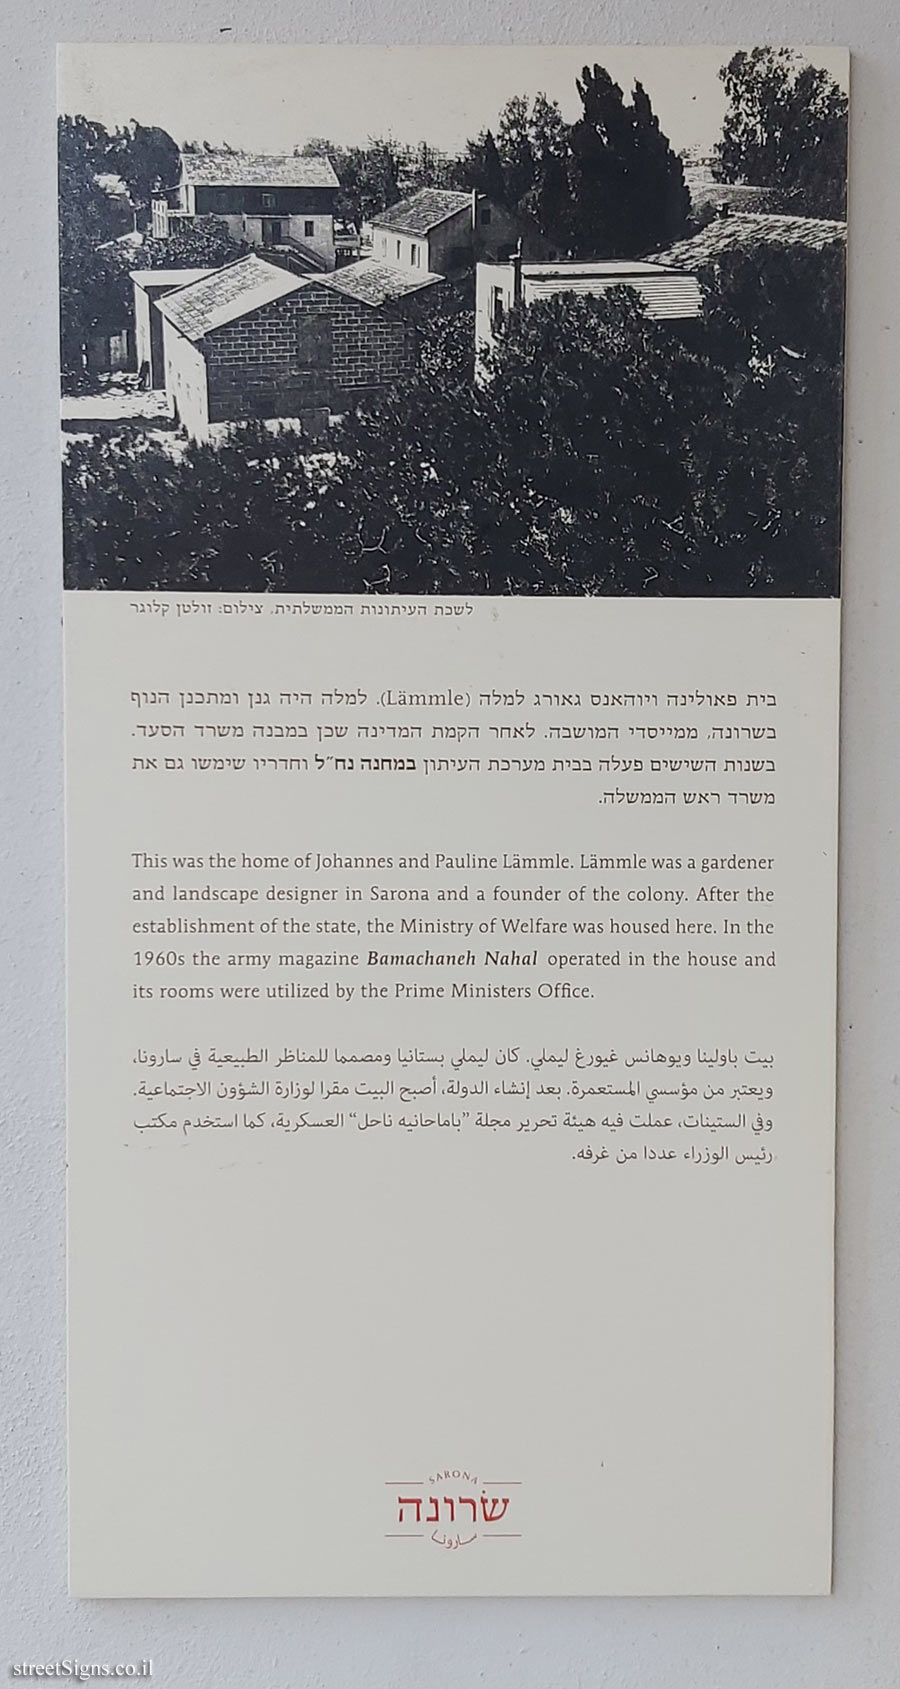 לשכת העיתונות הממשלתית, צילום: זולטן קלוגר
בית פאולינה ויוהאנס גאורג למלה (Lämmle). למלה היה גנן ומתכנן הנוף
בשרונה, ממייסדי המושבה. לאחר הקמת המדינה שכן במבנה משרד הסעד.
בשנות השישים פעלה בבית מערכת העיתון במחנה נח״ל וחדריו שימשו גם את
משרד ראש הממשלה.
This was the home of Johannes and Pauline Lämmle. Lämmle was a gardener
and landscape designer in Sarona and a founder of the colony. After the
establishment of the state, the Ministry of Welfare was housed here. In the
1960s the army magazine Bamachaneh Nahal operated in the house and
its rooms were utilized by the Prime Ministers Office.
بيت باولينا ويوهانس غيورغ ليملي. كان ليملي بستانيا ومصمما للمناظر الطبيعية في سارونا،
ويعتبر من مؤسسي المستعمرة. بعد إنشاء الدولة، أصبح البيت مقرا لوزارة الشؤون الاجتماعية.
وفي الستينات، عملت فيه هيئة تحرير مجلة ”باماحانيه ناحل“ العسكرية، كما استخدم مكتب
رئيس الوزراء عددا من غرفه.
SARONA
שׂרונה
سارونا
streetSigns.co.il